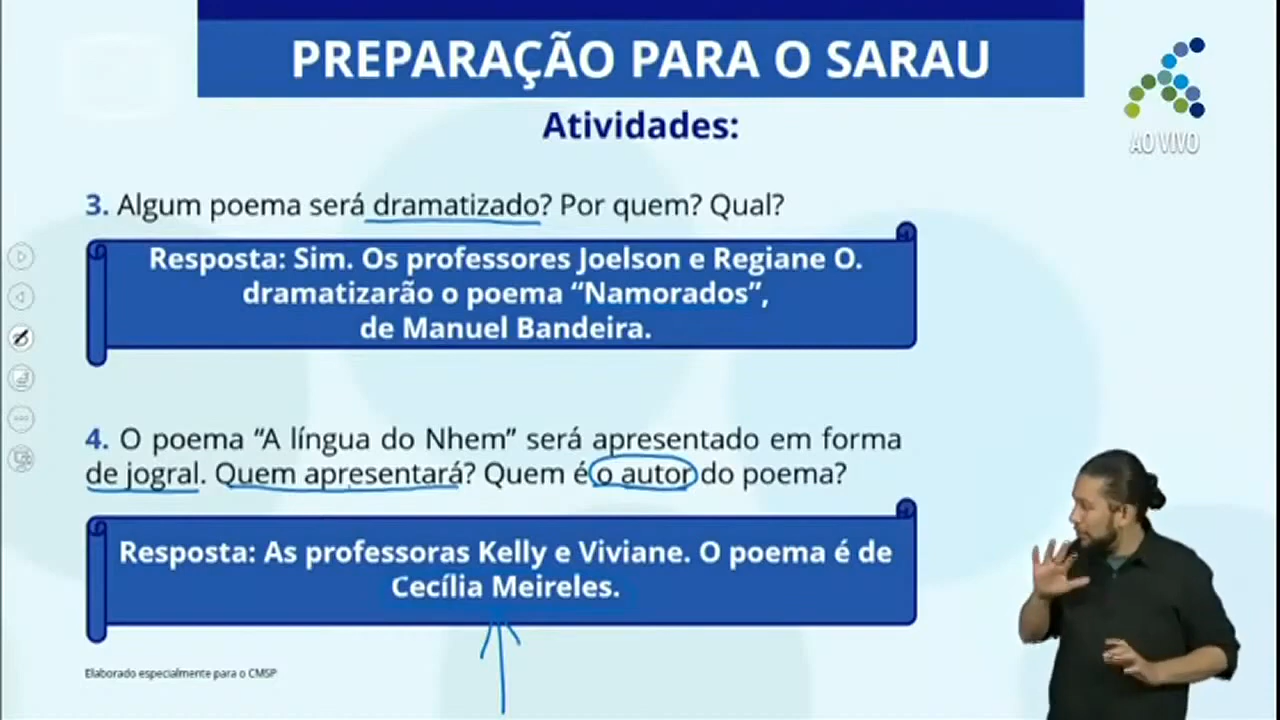 PREPARAÇÃO PARA O SARAU
AO VIVO
Atividades:
3. Algum poema será dramatizado? Por quem? Qual?
Resposta: Sim. Os professores Joelson e Regiane O.
dramatizarão o poema “Namorados”,
de Manuel Bandeira.
4. O poema “A língua do Nhem” será apresentado em forma
de jogral. Quem apresentará? Quem é o autor do poema?
Resposta: As professoras Kelly e Viviane. O poema é de
Cecília Meireles.
Elaborado especialmente para o CMSP